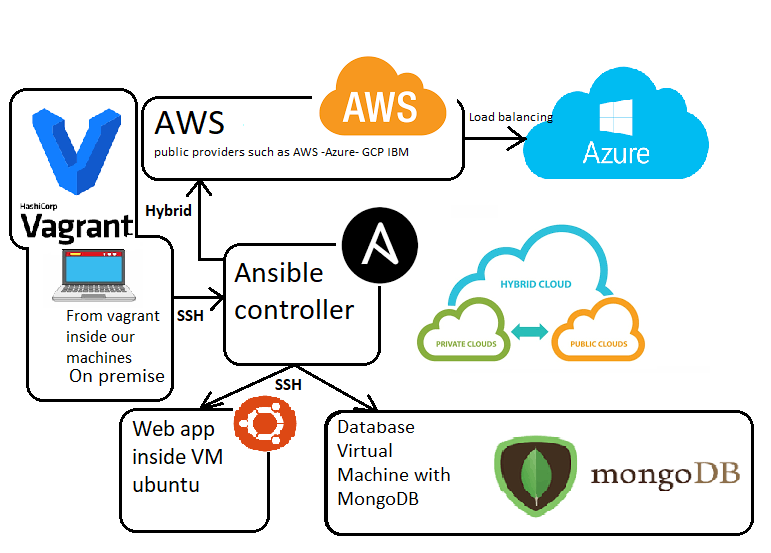 AWS
public providers such as AWS -Azure- GCP IBM
AWS
Load balancing
Azure
HashiCorp
Vagrant
Hybrid
From vagrant
inside our
machines
On premise
SSH
Ansible
controller
A
HYBRID CLOUD
PRIVATE CLOUDS
PUBLIC CLOUDS
SSH
Web app
inside VM
ubuntu
Database
Virtual
Machine with
MongoDB
mongoDB